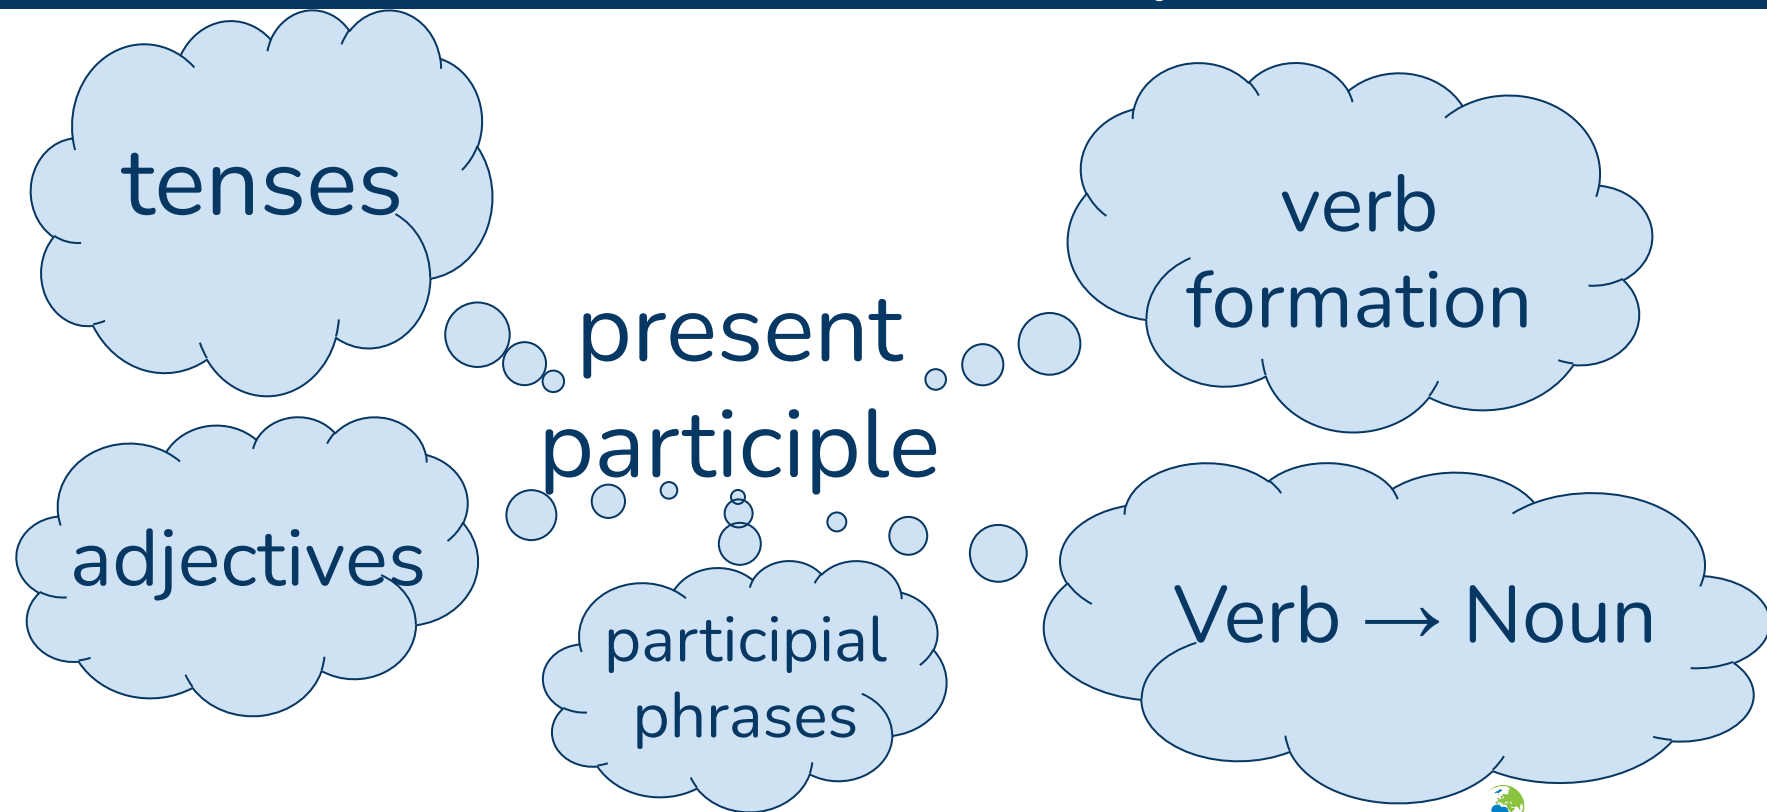 tenses
verb
formation
present
participle
adjectives
Verb → Noun
participial
phrases